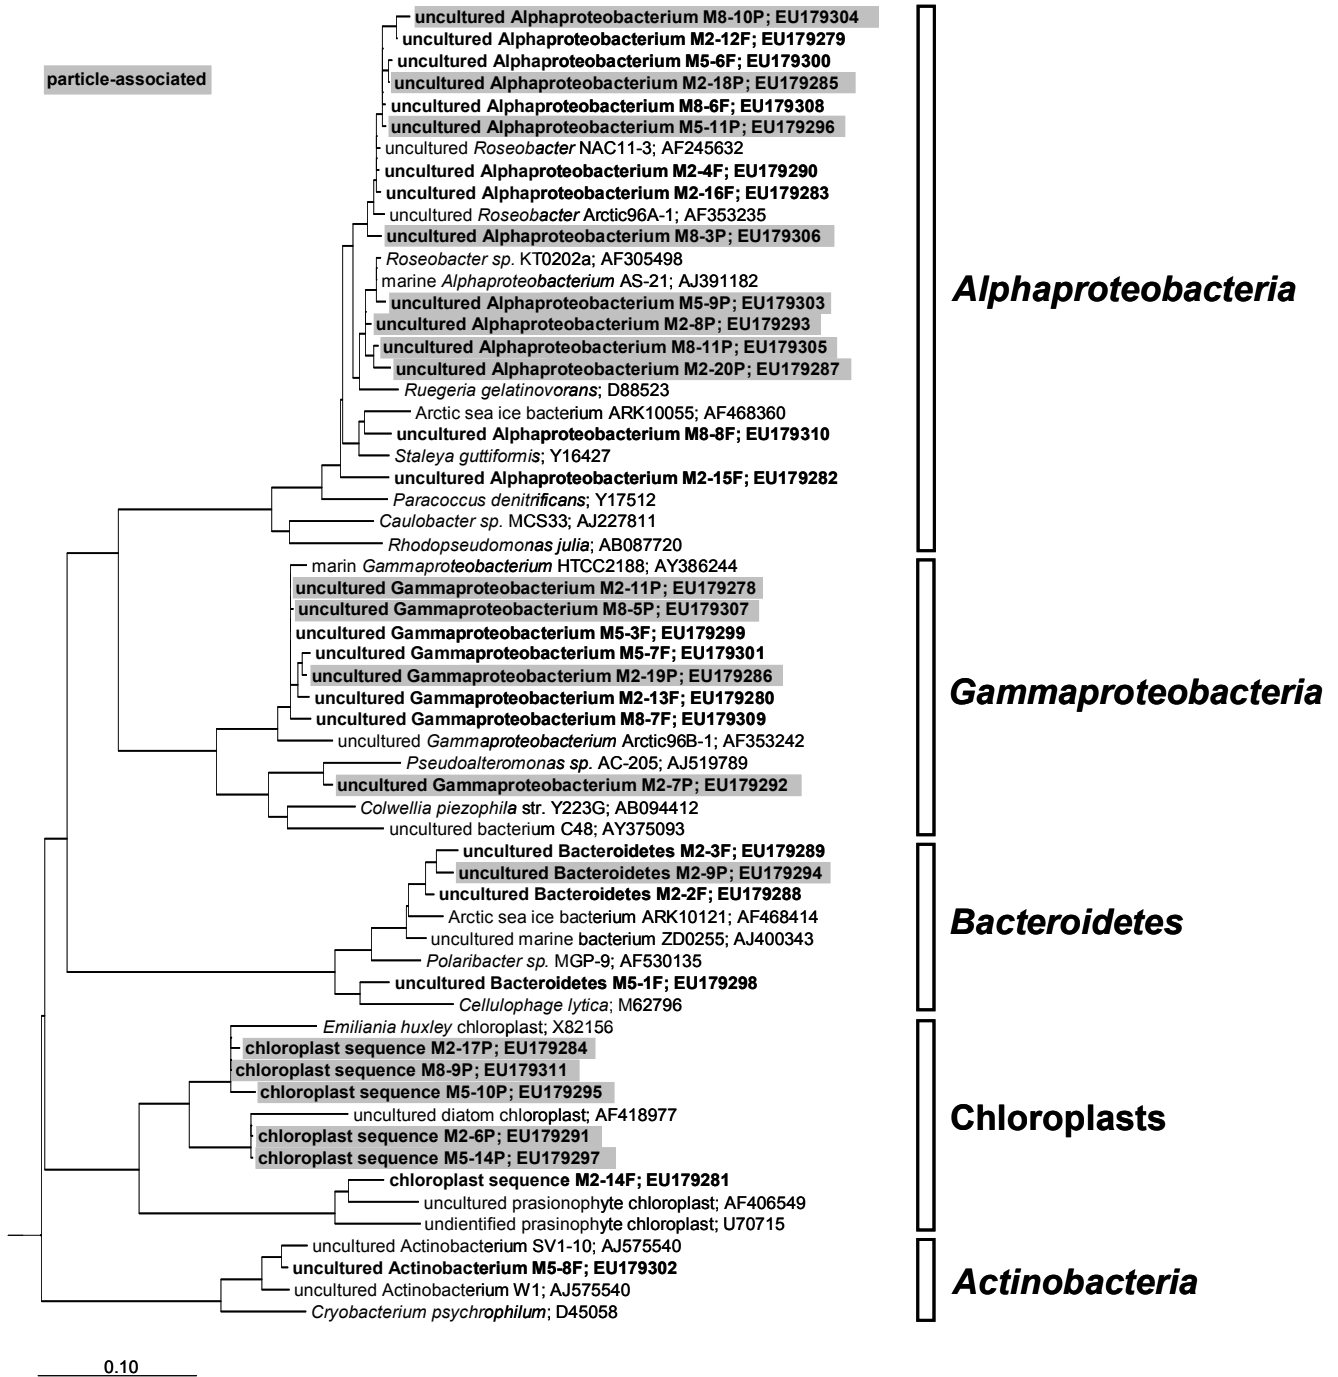 uncultured Alphaproteobacterium M8-10P; EU179304
uncultured Alphaproteobacterium M2-12F; EU179279
uncultured Alphaproteobacterium M5-6F; EU179300
particle-associated
uncultured Alphaproteobacterium M2-18P; EU179285
uncultured Alphaproteobacterium M8-6F; EU179308
uncultured Alphaproteobacterium M5-11P; EU179296
uncultured Roseobacter NAC11-3; AF245632
uncultured Alphaproteobacterium M2-4F; EU179290
uncultured Alphaproteobacterium M2-16F; EU179283
uncultured Roseobacter Arctic96A-1; AF353235
uncultured Alphaproteobacterium M8-3P; EU179306
Roseobacter sp. KT0202a; AF305498
marine Alphaproteobacterium AS-21; AJ391182
Alphaproteobacteria
uncultured Alphaproteobacterium M5-9P; EU179303
uncultured Alphaproteobacterium M2-8P; EU179293
uncultured Alphaproteobacterium M8-11P; EU179305
uncultured Alphaproteobacterium M2-20P; EU179287
Ruegeria gelatinovorans; D88523
Arctic sea ice bacterium ARK10055; AF468360
uncultured Alphaproteobacterium M8-8F; EU179310
Staleya guttiformis; Y16427
uncultured Alphaproteobacterium M2-15F; EU179282
Paracoccus denitrificans; Y17512
Caulobacter sp. MCS33; AJ227811
Rhodopseudomonas julia; AB087720
marin Gammaproteobacterium HTCC2188; AY386244
uncultured Gammaproteobacterium M2-11P; EU179278
uncultured Gammaproteobacterium M8-5P; EU179307
uncultured Gammaproteobacterium M5-3F; EU179299
uncultured Gammaproteobacterium M5-7F; EU179301
uncultured Gammaproteobacterium M2-19P; EU179286
Gammaproteobacteria
uncultured Gammaproteobacterium M2-13F; EU179280
uncultured Gammaproteobacterium M8-7F; EU179309
uncultured Gammaproteobacterium Arctic96B-1; AF353242
Pseudoalteromonas sp. AC-205; AJ519789
uncultured Gammaproteobacterium M2-7P; EU179292
Colwellia piezophila str. Y223G; AB094412
uncultured bacterium C48; AY375093
uncultured Bacteroidetes M2-3F; EU179289
uncultured Bacteroidetes M2-9P; EU179294
uncultured Bacteroidetes M2-2F; EU179288
Arctic sea ice bacterium ARK10121; AF468414
Bacteroidetes
uncultured marine bacterium ZD0255; AJ400343
Polaribacter sp. MGP-9; AF530135
uncultured Bacteroidetes M5-1F; EU179298
Cellulophage lytica; M62796
Emiliania huxley chloroplast; X82156
chloroplast sequence M2-17P; EU179284
chloroplast sequence M8-9P; EU179311
chloroplast sequence M5-10P; EU179295
uncultured diatom chloroplast; AF418977
Chloroplasts
chloroplast sequence M2-6P; EU179291
chloroplast sequence M5-14P; EU179297
chloroplast sequence M2-14F; EU179281
uncultured prasionophyte chloroplast; AF406549
undientified prasinophyte chloroplast; U70715
uncultured Actinobacterium SV1-10; AJ575540
uncultured Actinobacterium M5-8F; EU179302
Actinobacteria
uncultured Actinobacterium W1; AJ575540
Cryobacterium psychrophilum; D45058
0.10